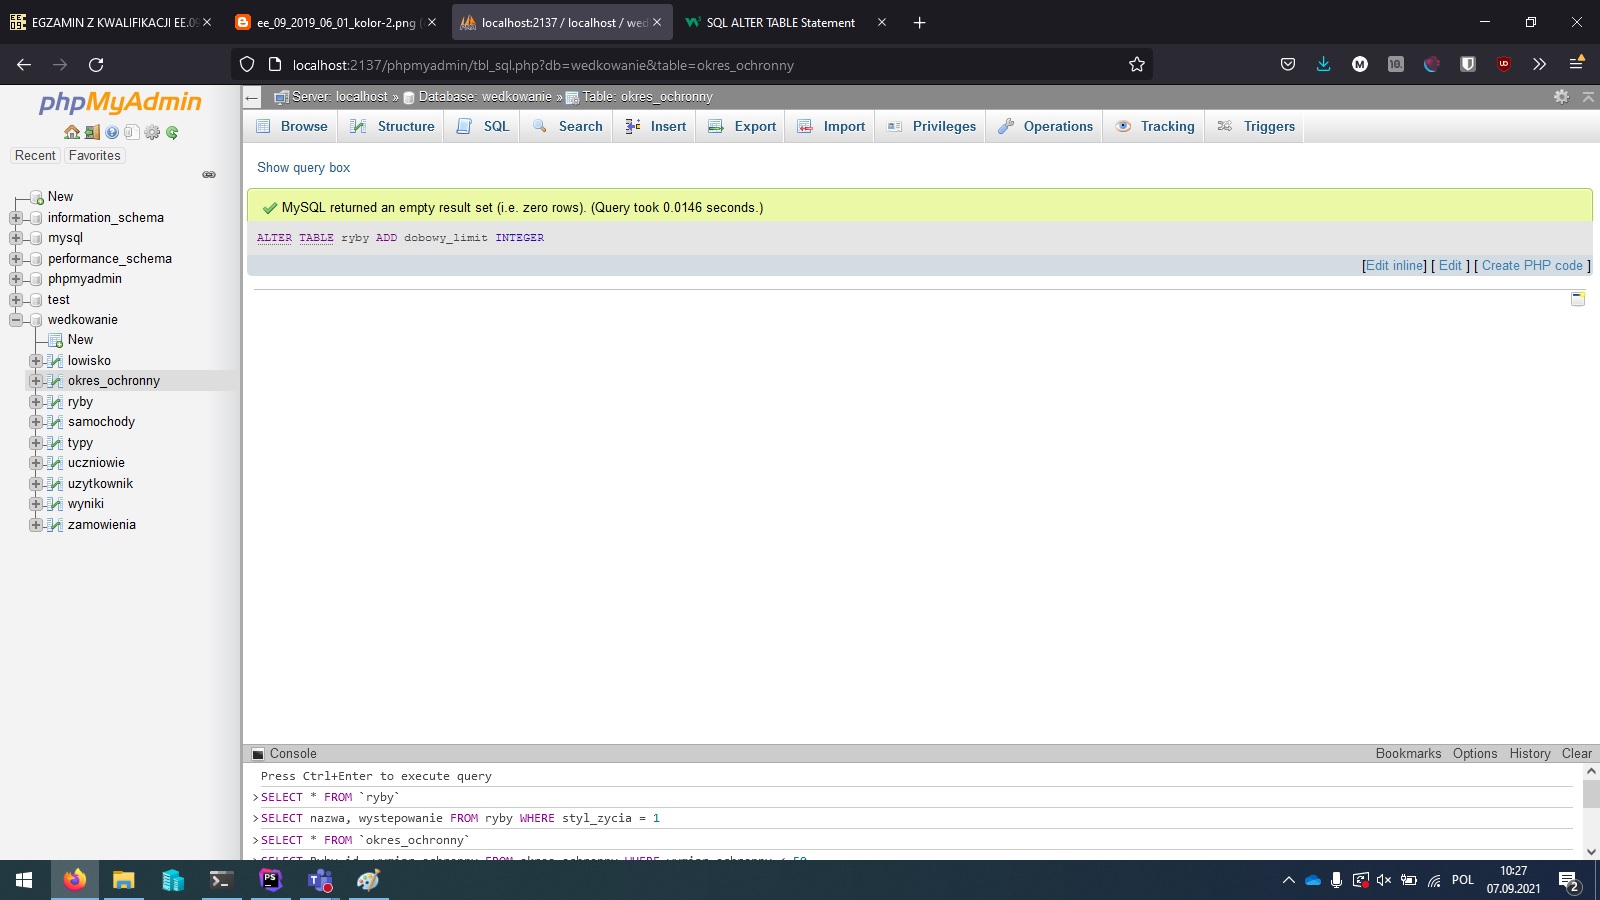 EGZAMIN Z KWALIFIKACJI EE.09
ee_09_2019_06_01_kolor-2.png (
localhost:2137 / localhost / wed
SQL ALTER TABLE Statement
localhost:2137/phpmyadmin/tbl_sql.php?db=wedkowanie&table=okres_ochronny
phpMyAdmin
Recent
Favorites
New
information_schema
mysql
performance_schema
phpmyadmin
test
wedkowanie
New
lowisko
okres_ochronny
ryby
samochody
typy
uczniowie
uzytkownik
wyniki
zamowienia
Server: localhost » Database: wedkowanie » Table: okres_ochronny
Browse
Structure
SQL
Search
Insert
Export
Import
Privileges
Operations
Tracking
Triggers
Show query box
MySQL returned an empty result set (i.e. zero rows). (Query took 0.0146 seconds.)
ALTER TABLE ryby ADD dobowy_limit INTEGER
[Edit inline] [ Edit ] [ Create PHP code ]
Console
Bookmarks
Options
History
Clear
Press Ctrl+Enter to execute query
>SELECT * FROM `ryby`
>SELECT nazwa, wystepowanie FROM ryby WHERE styl_zycia = 1
>SELECT * FROM `okres_ochronny`
POL
10:27
07.09.2021
2